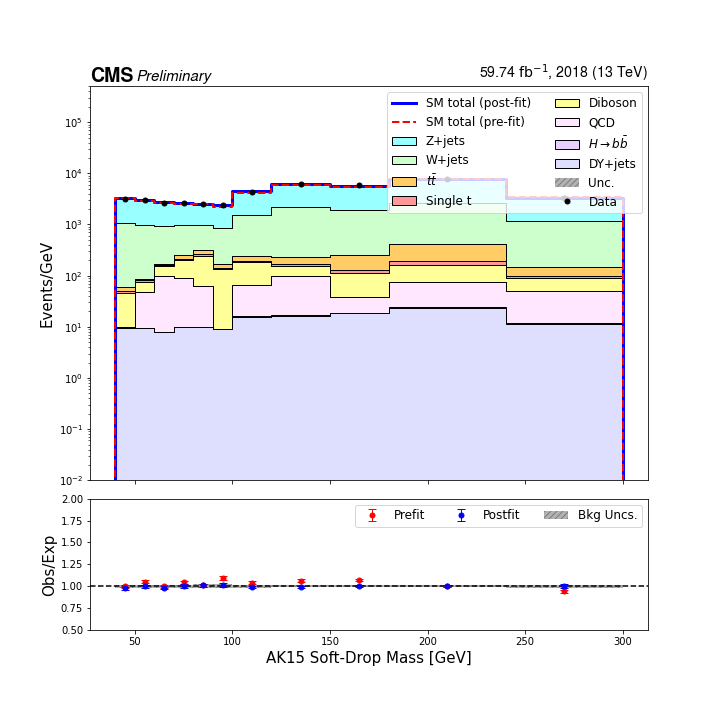 CMS Preliminary
59.74 fb⁻¹, 2018 (13 TeV)
Events/GeV
10⁵
10⁴
10³
10²
10¹
10⁰
10⁻¹
10⁻²
SM total (post-fit)
SM total (pre-fit)
Z+jets
W+jets
tt̄
Single t
Diboson
QCD
H→bb̄
DY+jets
Unc.
Data
Obs/Exp
2.00
1.75
1.50
1.25
1.00
0.75
0.50
Prefit
Postfit
Bkg Uncs.
50 100 150 200 250 300
AK15 Soft-Drop Mass [GeV]